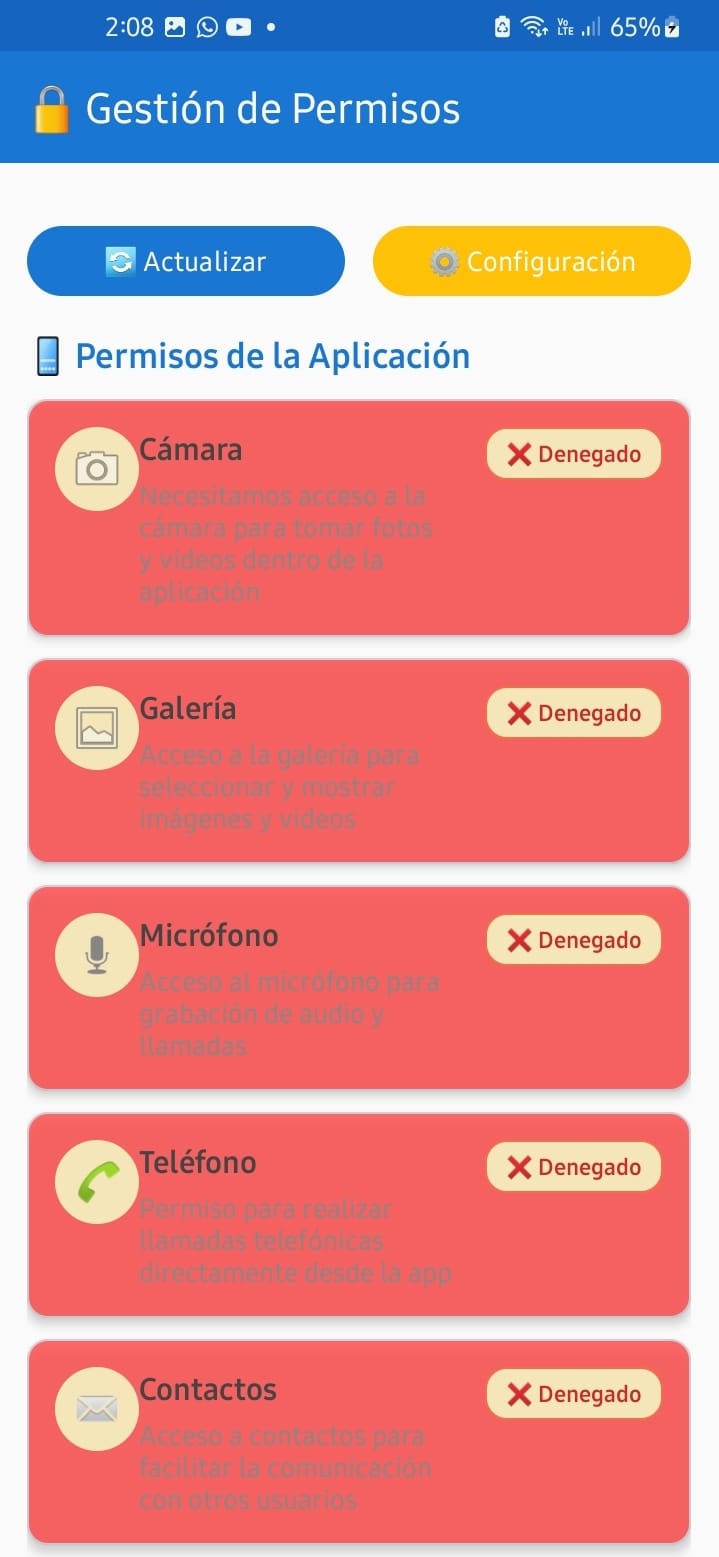 2:08 VoLTE 65%
Gestión de Permisos
Actualizar Configuración
Permisos de la Aplicación
Cámara Denegado
Necesitamos acceso a la
cámara para tomar fotos
y videos dentro de la
aplicación
Galería Denegado
Acceso a la galería para
seleccionar y mostrar
imágenes y videos
Micrófono Denegado
Acceso al micrófono para
grabación de audio y
llamadas
Teléfono Denegado
Permiso para realizar
llamadas telefónicas
directamente desde la app
Contactos Denegado
Acceso a contactos para
facilitar la comunicación
con otros usuarios